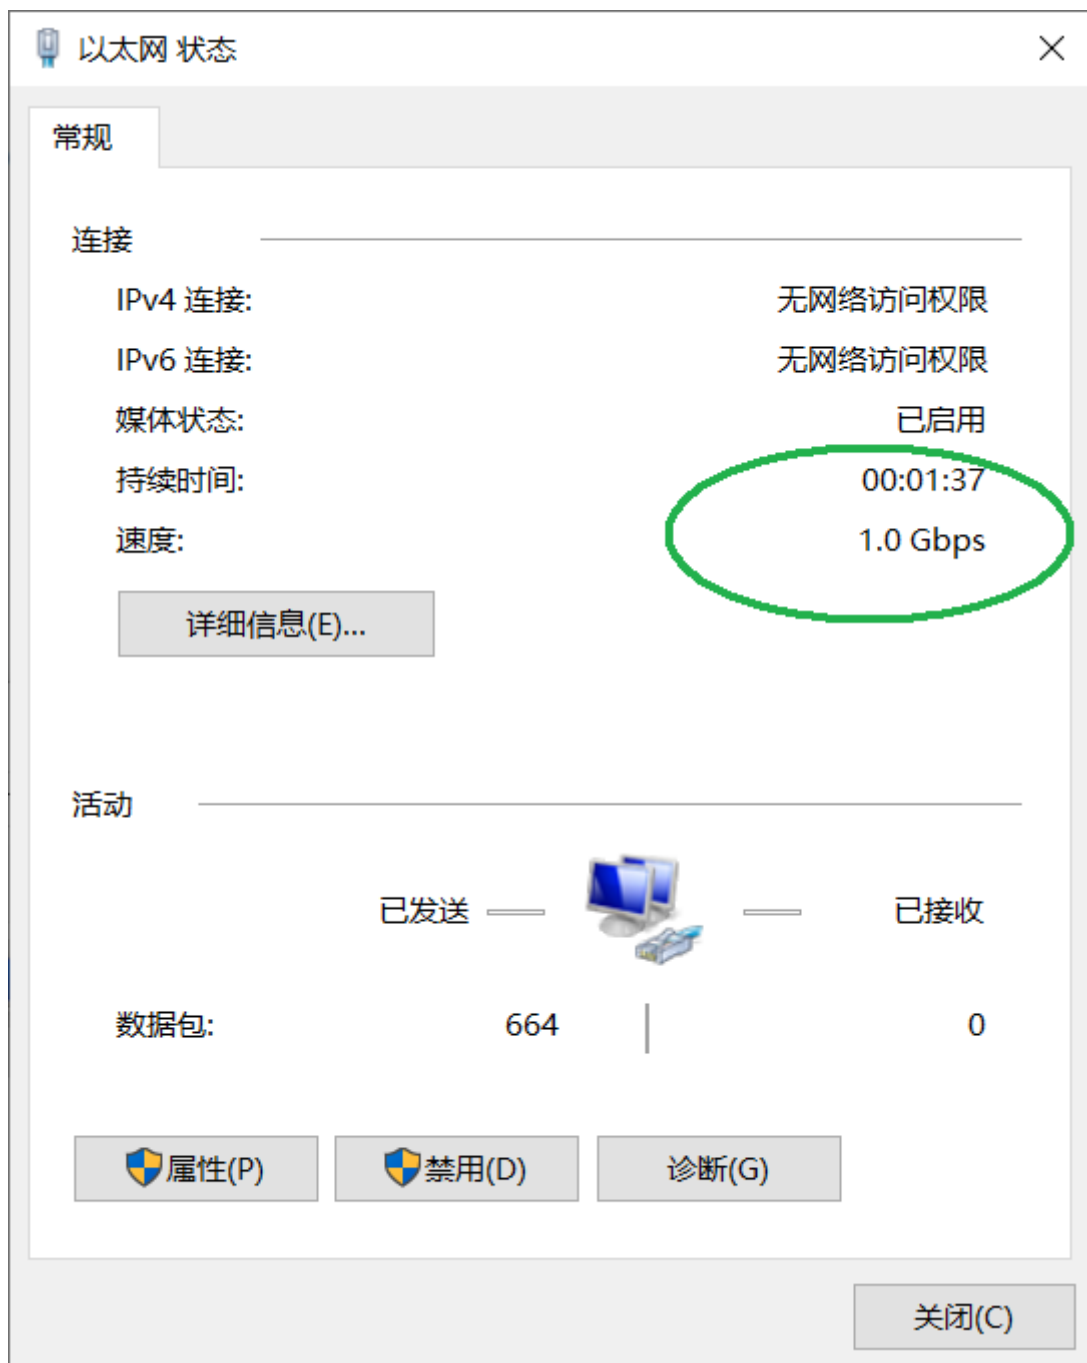 以太网 状态
常规
连接
IPv4 连接: 无网络访问权限
IPv6 连接: 无网络访问权限
媒体状态: 已启用
持续时间: 00:01:37
速度: 1.0 Gbps
详细信息(E)...
活动
已发送 已接收
数据包: 664 0
属性(P) 禁用(D) 诊断(G)
关闭(C)